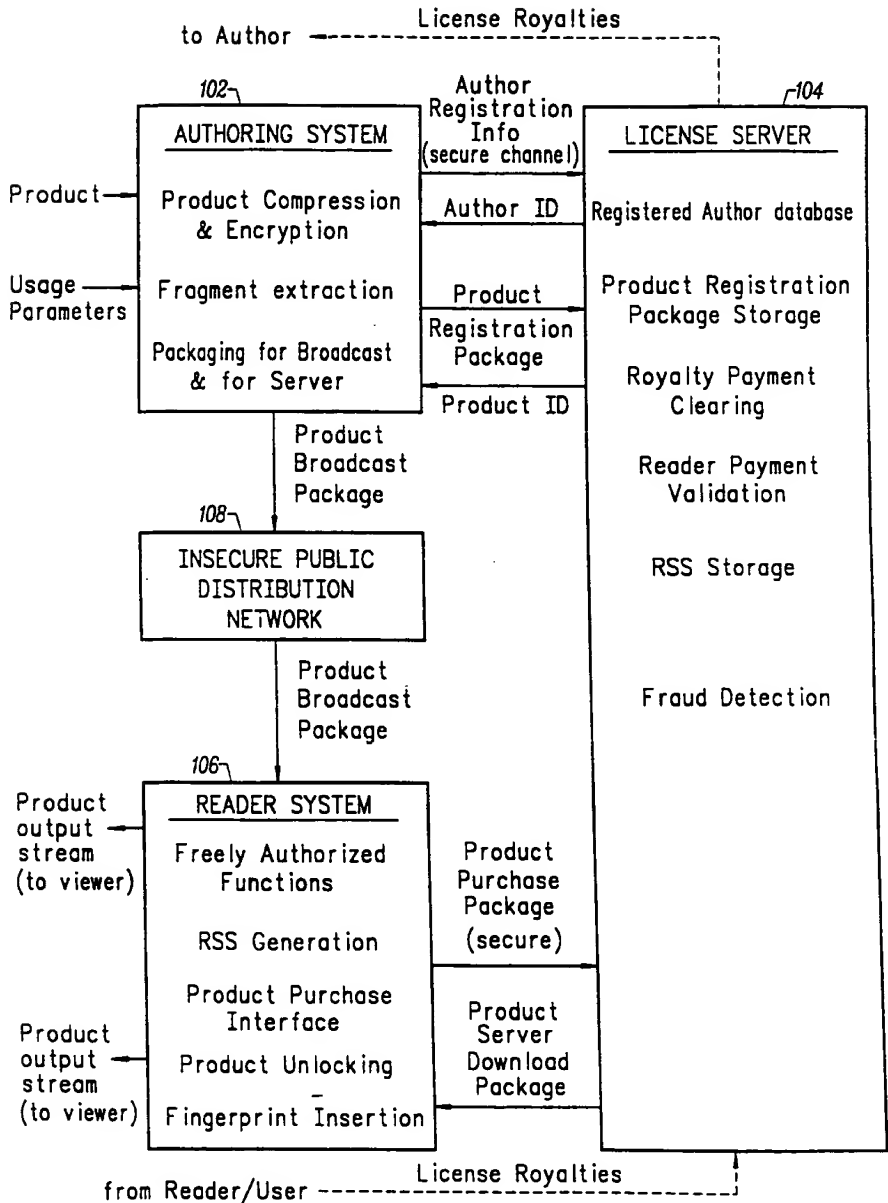 License Royalties
to Author
102
AUTHORING SYSTEM
Product Compression
& Encryption
Fragment extraction
Packaging for Broadcast
& for Server
Product
Usage
Parameters
Author
Registration
Info
(secure channel)
Author ID
Product
Registration
Package
Product ID
104
LICENSE SERVER
Registered Author database
Product Registration
Package Storage
Royalty Payment
Clearing
Reader Payment
Validation
RSS Storage
Fraud Detection
Product
Broadcast
Package
108
INSECURE PUBLIC
DISTRIBUTION
NETWORK
Product
Broadcast
Package
106
READER SYSTEM
Freely Authorized
Functions
RSS Generation
Product Purchase
Interface
Product Unlocking
Fingerprint Insertion
Product
output
stream
(to viewer)
Product
output
stream
(to viewer)
Product
Purchase
Package
(secure)
Product
Server
Download
Package
License Royalties
from Reader/User